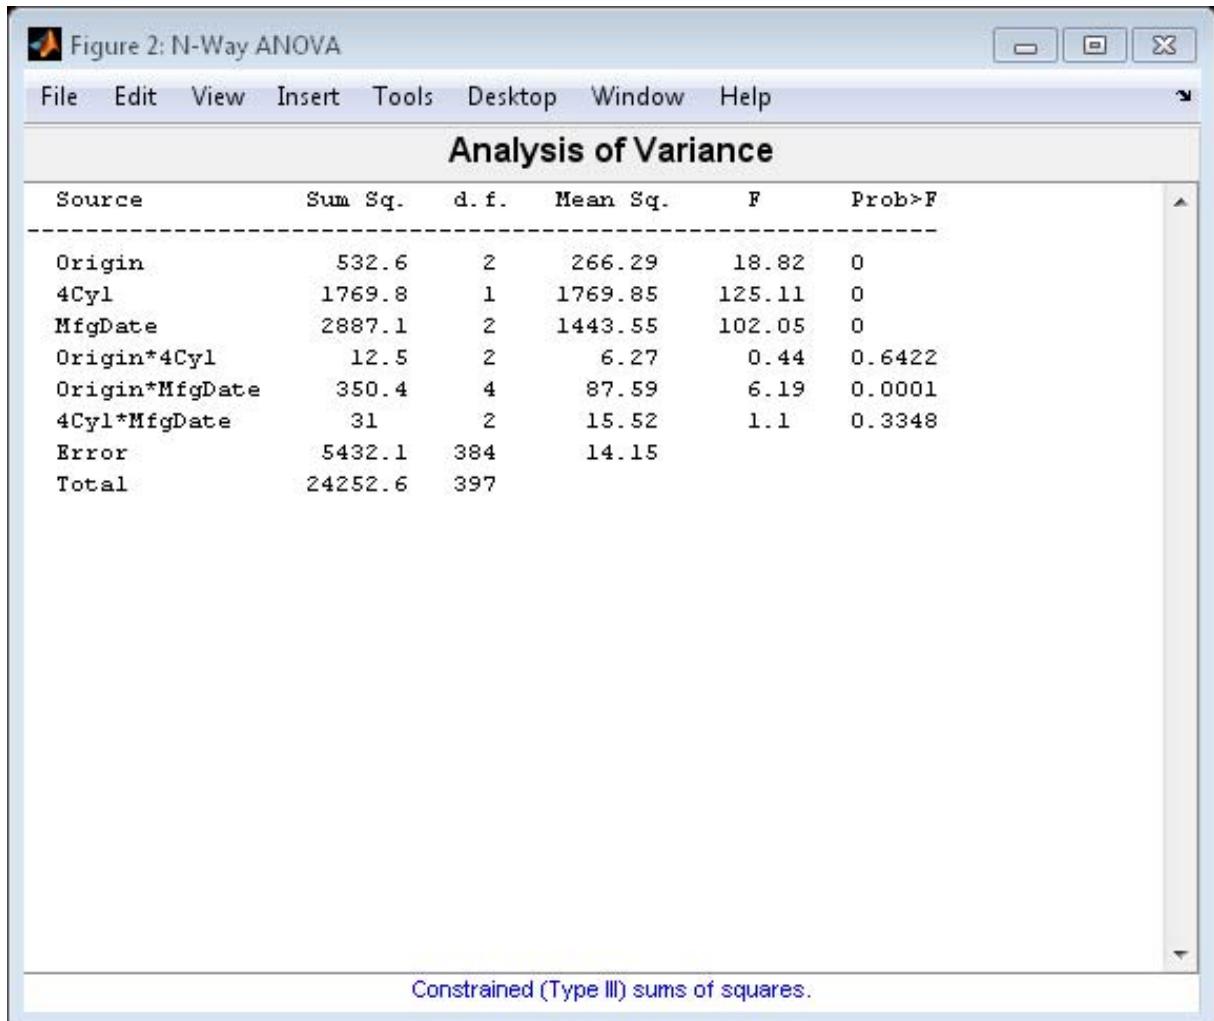 Figure 2: N-Way ANOVA
File Edit View Insert Tools Desktop Window Help
Analysis of Variance
Source Sum Sq. d.f. Mean Sq. F Prob>F
----------------------------------------------------------------
Origin 532.6 2 266.29 18.82 0
4Cyl 1769.8 1 1769.85 125.11 0
MfgDate 2887.1 2 1443.55 102.05 0
Origin*4Cyl 12.5 2 6.27 0.44 0.6422
Origin*MfgDate 350.4 4 87.59 6.19 0.0001
4Cyl*MfgDate 31 2 15.52 1.1 0.3348
Error 5432.1 384 14.15
Total 24252.6 397
Constrained (Type III) sums of squares.